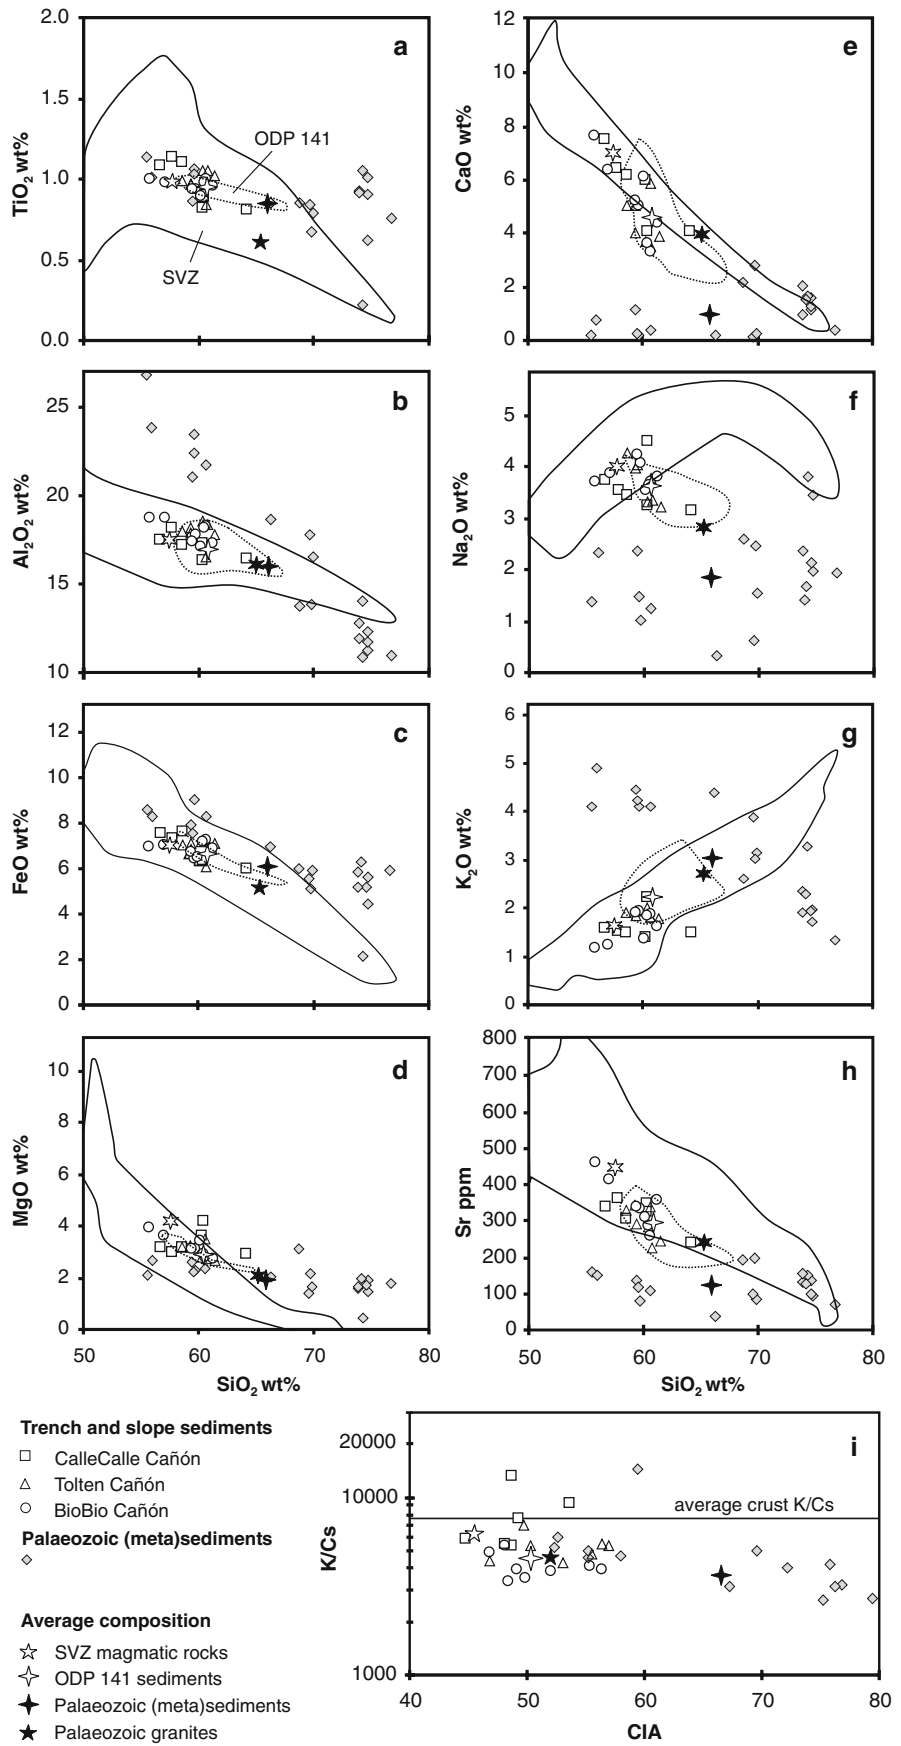 2.0
1.5
1.0
0.5
0.0
TiO2 wt%
a
ODP 141
SVZ
12
10
8
6
4
2
0
CaO wt%
e
25
20
15
10
Al2O2 wt%
b
5
4
3
2
1
0
Na2O wt%
f
12
10
8
6
4
2
0
FeO wt%
c
6
5
4
3
2
1
0
K2O wt%
g
10
8
6
4
2
0
MgO wt%
d
50 60 70 80
SiO2 wt%
800
700
600
500
400
300
200
100
0
Sr ppm
h
50 60 70 80
SiO2 wt%
Trench and slope sediments
CalleCalle Cañón
Tolten Cañón
BioBio Cañón
Palaeozoic (meta)sediments
Average composition
SVZ magmatic rocks
ODP 141 sediments
Palaeozoic (meta)sediments
Palaeozoic granites
20000
10000
1000
K/Cs
i
average crust K/Cs
40 50 60 70 80
CIA